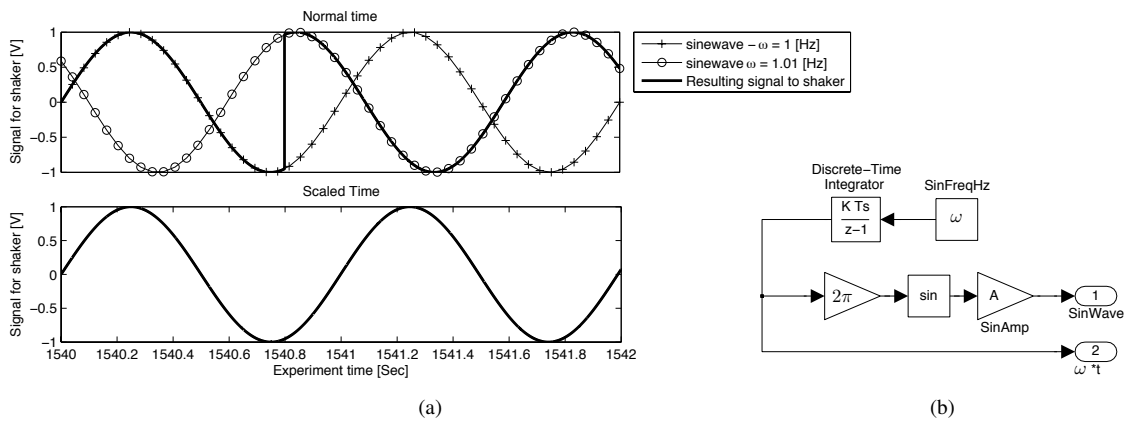 Normal time
Signal for shaker [V]
1
0.5
0
−0.5
−1
sinewave − ω = 1 [Hz]
sinewave ω = 1.01 [Hz]
Resulting signal to shaker
Scaled Time
Signal for shaker [V]
1
0.5
0
−0.5
−1
1540 1540.2 1540.4 1540.6 1540.8 1541 1541.2 1541.4 1541.6 1541.8 1542
Experiment time [Sec]
(a)
Discrete−Time
Integrator
K Ts
z−1
SinFreqHz
ω
2π
sin
A
SinAmp
1
SinWave
2
ω *t
(b)